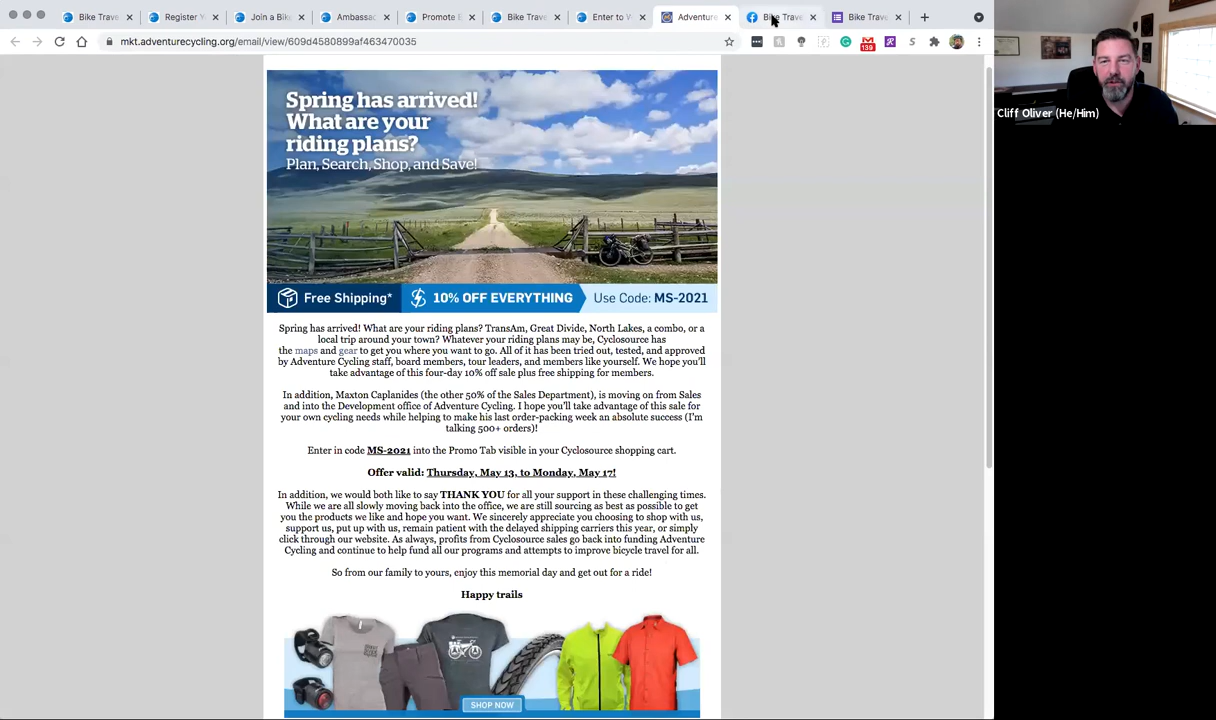 Bike Trave
Register Y
Join a Bik
Ambassad
Promote B
Bike Trave
Enter to W
Adventure
Bike Trave
Bike Trave
mkt.adventurecycling.org/email/view/609d4580899af463470035
139
Cliff Oliver (He/Him)
Spring has arrived!
What are your
riding plans?
Plan, Search, Shop, and Save!
Free Shipping* 10% OFF EVERYTHING Use Code: MS-2021
Spring has arrived! What are your riding plans? TransAm, Great Divide, North Lakes, a combo, or a
local trip around your town? Whatever your riding plans may be, Cyclosource has
the maps and gear to get you where you want to go. All of it has been tried out, tested, and approved
by Adventure Cycling staff, board members, tour leaders, and members like yourself. We hope you'll
take advantage of this four-day 10% off sale plus free shipping for members.
In addition, Maxton Caplanides (the other 50% of the Sales Department), is moving on from Sales
and into the Development office of Adventure Cycling. I hope you'll take advantage of this sale for
your own cycling needs while helping to make his last order-packing week an absolute success (I'm
talking 500+ orders)!
Enter in code MS-2021 into the Promo Tab visible in your Cyclosource shopping cart.
Offer valid: Thursday, May 13, to Monday, May 17!
In addition, we would both like to say THANK YOU for all your support in these challenging times.
While we are all slowly moving back into the office, we are still sourcing as best as possible to get
you the products we like and hope you want. We sincerely appreciate you choosing to shop with us,
support us, put up with us, remain patient with the delayed shipping carriers this year, or simply
click through our website. As always, profits from Cyclosource sales go back into funding Adventure
Cycling and continue to help fund all our programs and attempts to improve bicycle travel for all.
So from our family to yours, enjoy this memorial day and get out for a ride!
Happy trails
SHOP NOW